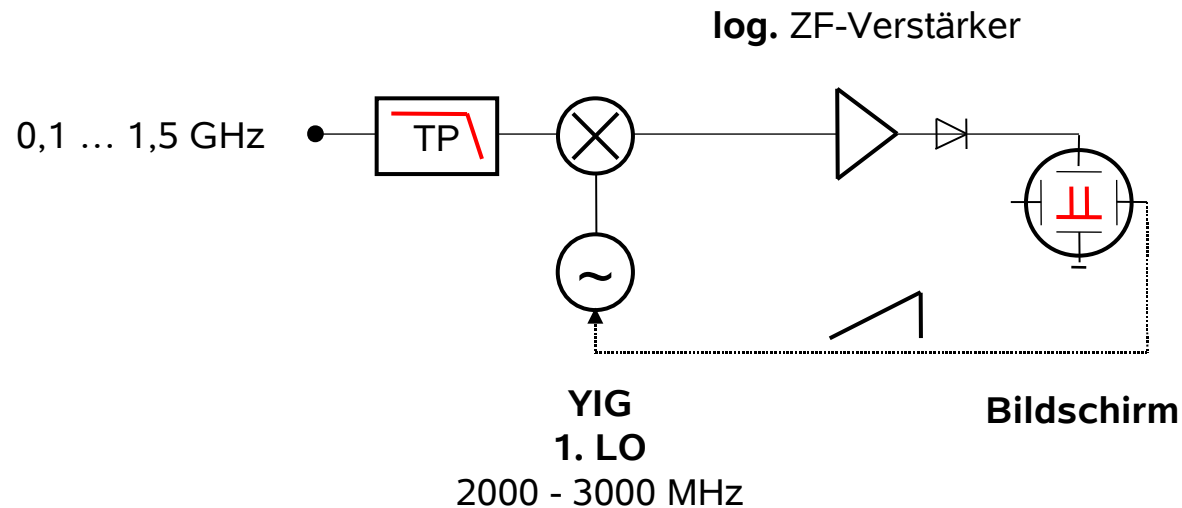 log. ZF-Verstärker
0,1 … 1,5 GHz
TP
~
YIG
1. LO
2000 - 3000 MHz
Bildschirm